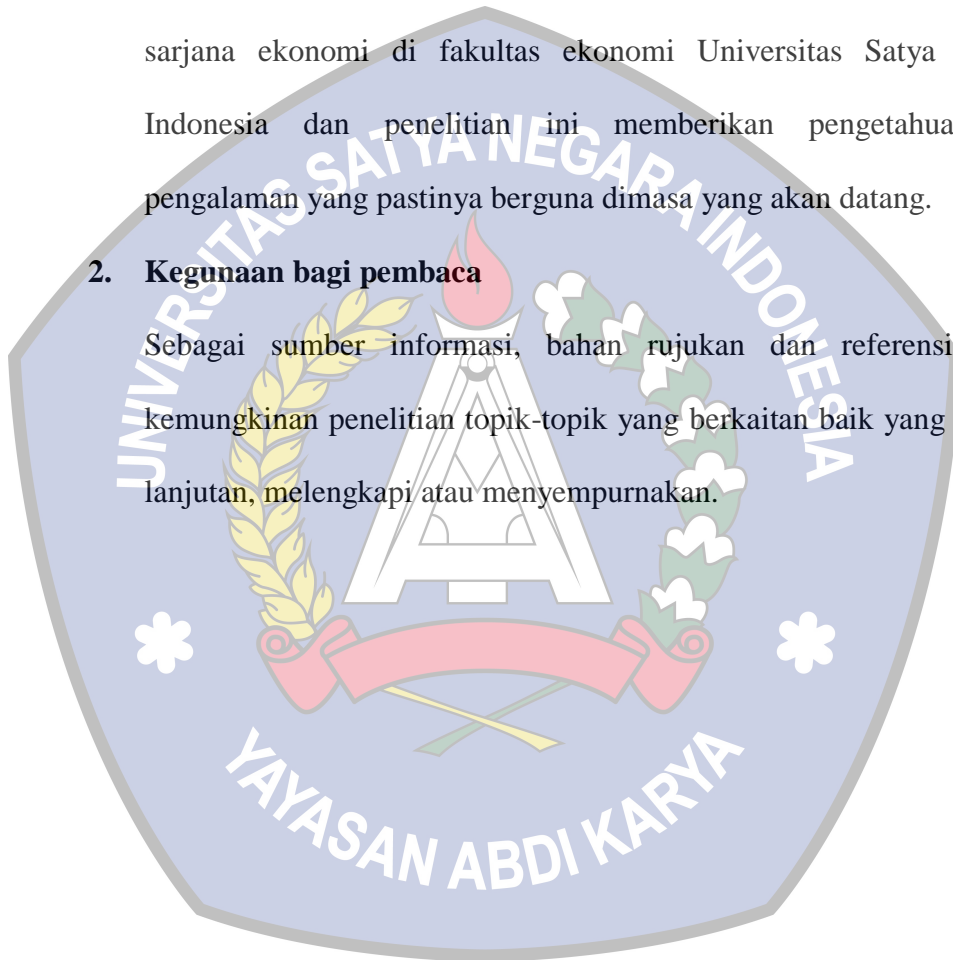 sarjana ekonomi di fakultas ekonomi Universitas Satya
Indonesia dan penelitian ini memberikan pengetahua
pengalaman yang pastinya berguna dimasa yang akan datang.
2. Kegunaan bagi pembaca
Sebagai sumber informasi, bahan rujukan dan referensi
kemungkinan penelitian topik-topik yang berkaitan baik yang
lanjutan, melengkapi atau menyempurnakan.
UNIVERSITAS SATYA NEGARA INDONESIA
YAYASAN ABDI KARYA